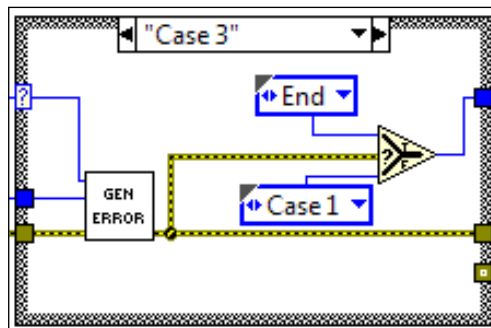 "Case 3"
?
End
GEN
ERROR
? T F
Case 1